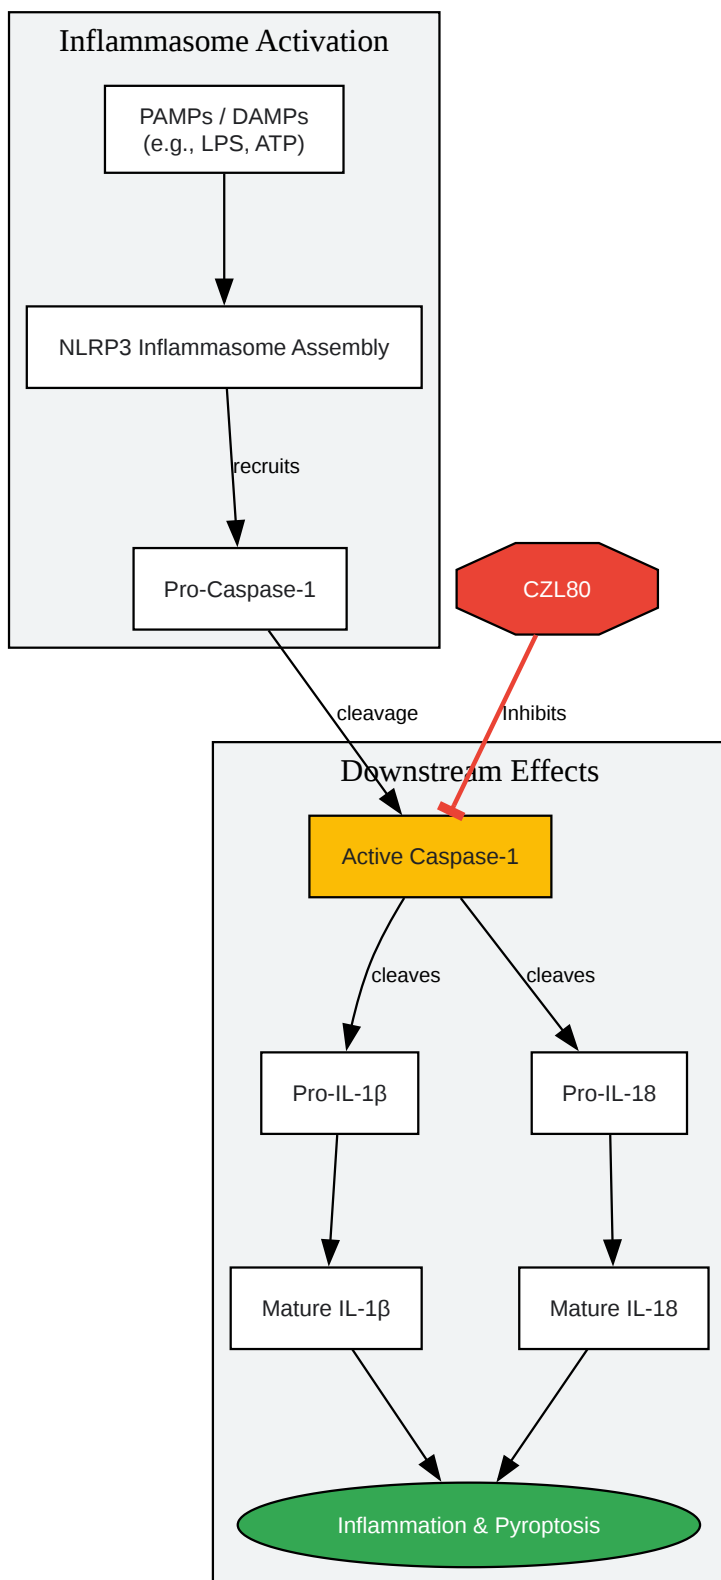 Inflammasome Activation
PAMPs / DAMPs
(e.g., LPS, ATP)
NLRP3 Inflammasome Assembly
recruits
Pro-Caspase-1
CZL80
cleavage
Inhibits
Downstream Effects
Active Caspase-1
cleaves
cleaves
Pro-IL-1β
Pro-IL-18
Mature IL-1β
Mature IL-18
Inflammation & Pyroptosis